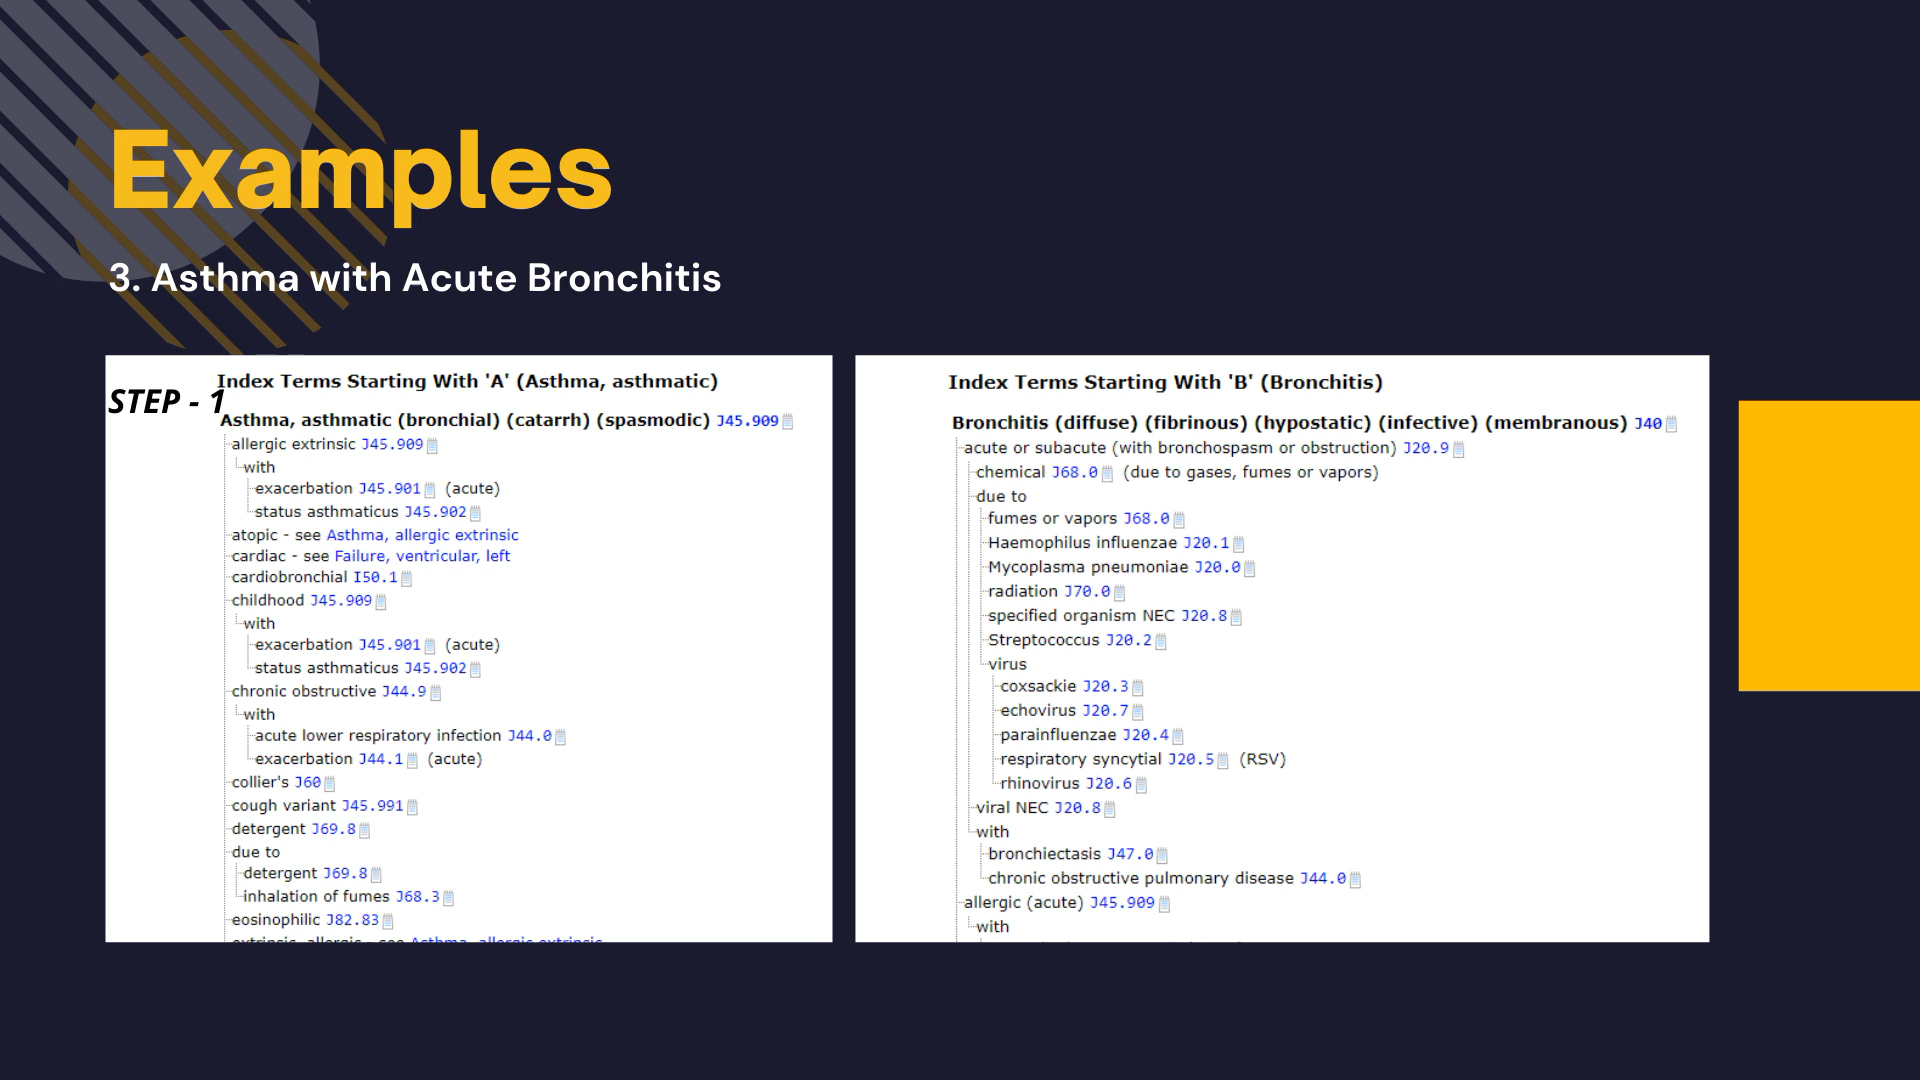 Examples
3. Asthma with Acute Bronchitis
STEP - 1
Index Terms Starting With 'A' (Asthma, asthmatic)
Asthma, asthmatic (bronchial) (catarrh) (spasmodic) J45.909
allergic extrinsic J45.909
with
exacerbation J45.901 (acute)
status asthmaticus J45.902
atopic - see Asthma, allergic extrinsic
cardiac - see Failure, ventricular, left
cardiobronchial I50.1
childhood J45.909
with
exacerbation J45.901 (acute)
status asthmaticus J45.902
chronic obstructive J44.9
with
acute lower respiratory infection J44.0
exacerbation J44.1 (acute)
collier's J60
cough variant J45.991
detergent J69.8
due to
detergent J69.8
inhalation of fumes J68.3
eosinophilic J82.83
extrinsic, allergic - see Asthma, allergic extrinsic
Index Terms Starting With 'B' (Bronchitis)
Bronchitis (diffuse) (fibrinous) (hypostatic) (infective) (membranous) J40
acute or subacute (with bronchospasm or obstruction) J20.9
chemical J68.0 (due to gases, fumes or vapors)
due to
fumes or vapors J68.0
Haemophilus influenzae J20.1
Mycoplasma pneumoniae J20.0
radiation J70.0
specified organism NEC J20.8
Streptococcus J20.2
virus
coxsackie J20.3
echovirus J20.7
parainfluenzae J20.4
respiratory syncytial J20.5 (RSV)
rhinovirus J20.6
viral NEC J20.8
with
bronchiectasis J47.0
chronic obstructive pulmonary disease J44.0
allergic (acute) J45.909
with